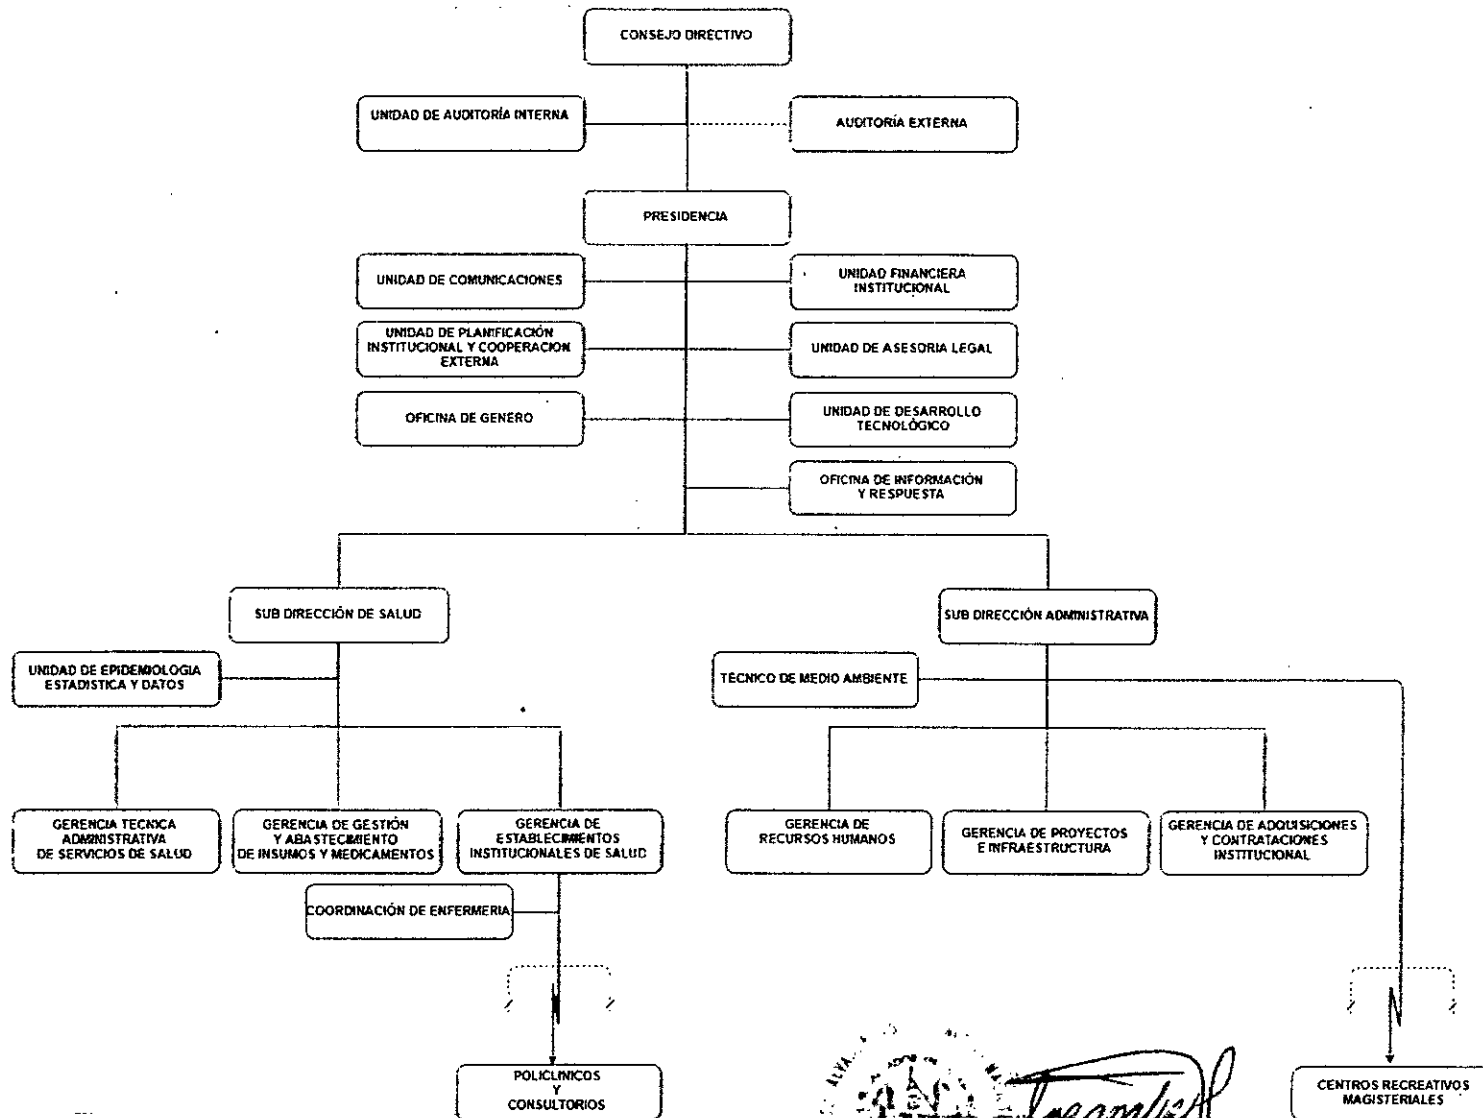 CONSEJO DIRECTIVO
UNIDAD DE AUDITORÍA INTERNA
AUDITORÍA EXTERNA
PRESIDENCIA
UNIDAD DE COMUNICACIONES
UNIDAD FINANCIERA
INSTITUCIONAL
UNIDAD DE PLANIFICACIÓN
INSTITUCIONAL Y COOPERACION
EXTERNA
UNIDAD DE ASESORIA LEGAL
OFICINA DE GENERO
UNIDAD DE DESARROLLO
TECNOLÓGICO
OFICINA DE INFORMACIÓN
Y RESPUESTA
SUB DIRECCIÓN DE SALUD
SUB DIRECCIÓN ADMINISTRATIVA
UNIDAD DE EPIDEMIOLOGIA
ESTADISTICA Y DATOS
TÉCNICO DE MEDIO AMBIENTE
GERENCIA TECNICA
ADMINISTRATIVA
DE SERVICIOS DE SALUD
GERENCIA DE GESTIÓN
Y ABASTECIMIENTO
DE INSUMOS Y MEDICAMENTOS
GERENCIA DE
ESTABLECIMIENTOS
INSTITUCIONALES DE SALUD
GERENCIA DE
RECURSOS HUMANOS
GERENCIA DE PROYECTOS
E INFRAESTRUCTURA
GERENCIA DE ADQUISICIONES
Y CONTRATACIONES
INSTITUCIONAL
COORDINACIÓN DE ENFERMERIA
POLICLINICOS
Y
CONSULTORIOS
CENTROS RECREATIVOS
MAGISTERIALES